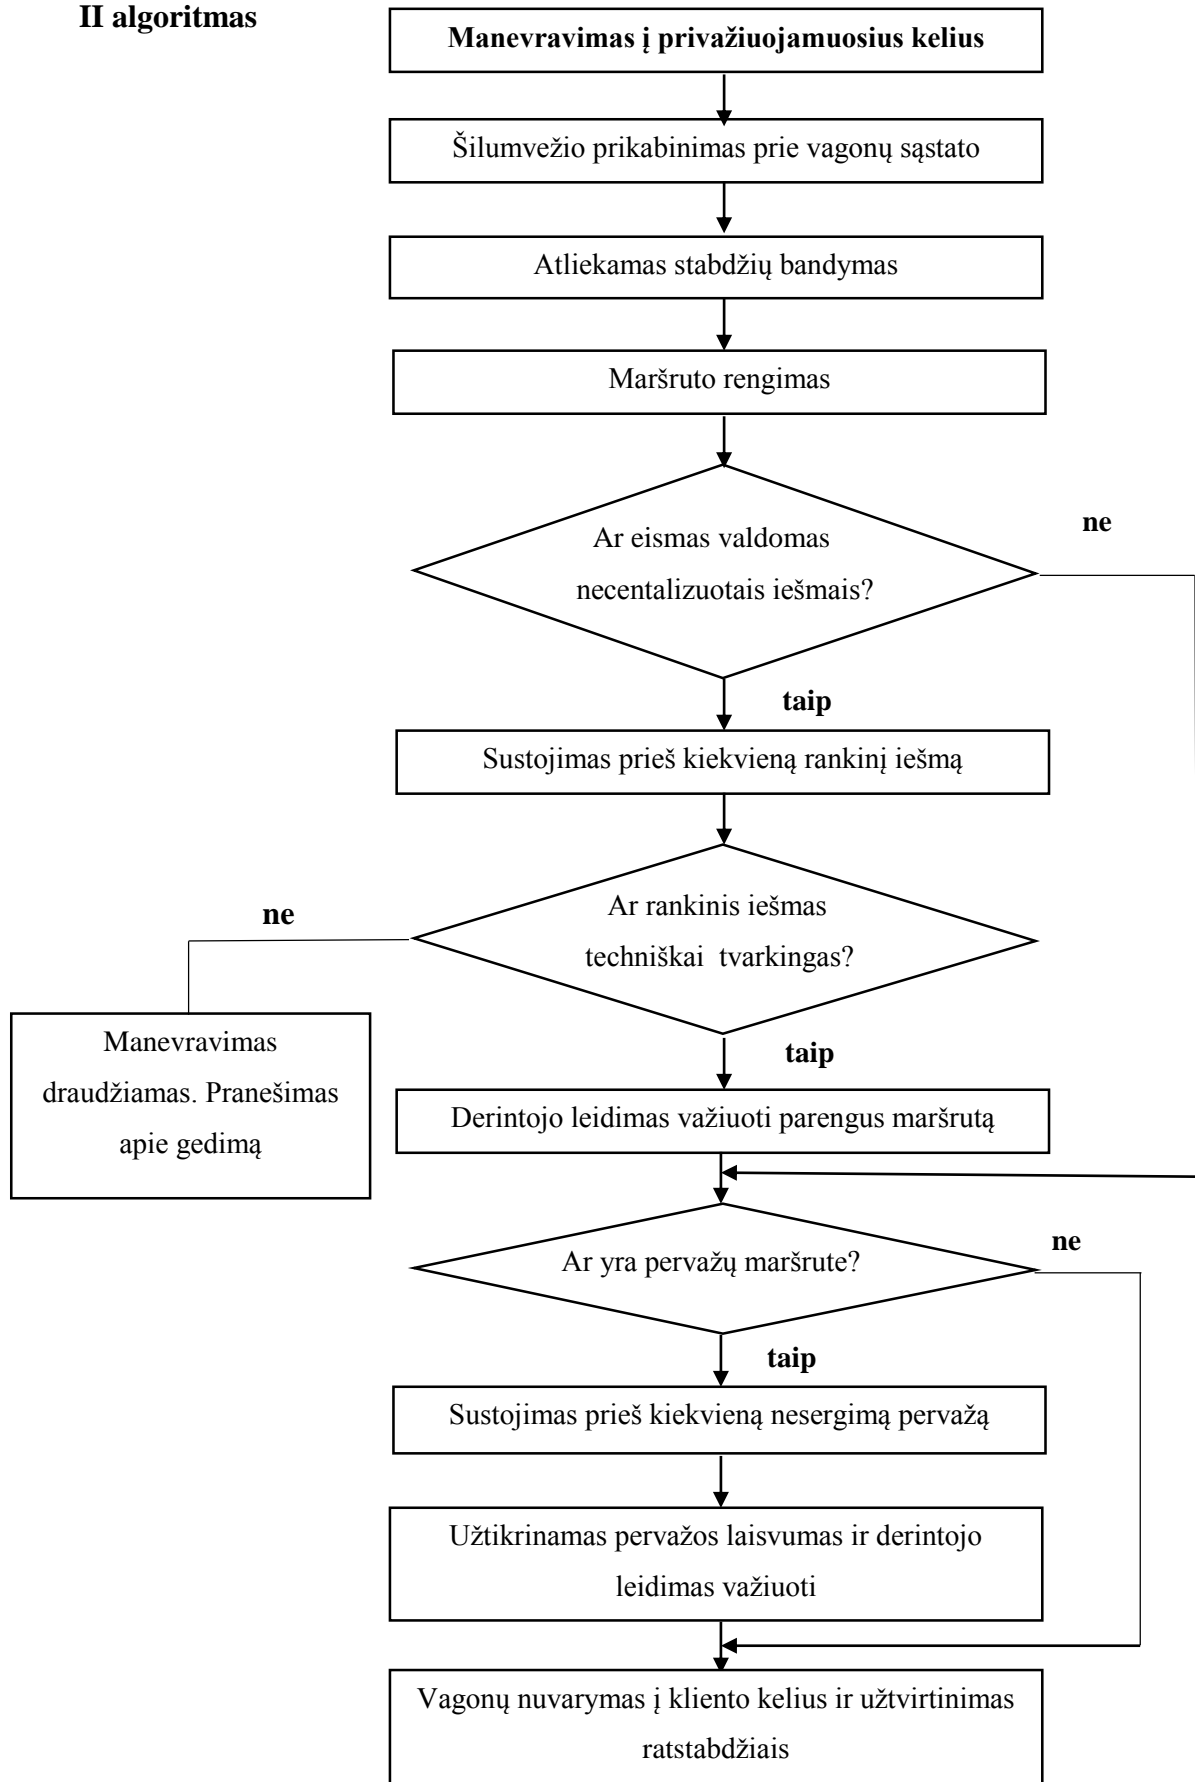 II algoritmas
Manevravimas į privažiuojamuosius kelius
Šilumvežio prikabinimas prie vagonų sąstato
Atliekamas stabdžių bandymas
Maršruto rengimas
Ar eismas valdomas
necentalizuotais iešmais?
ne
taip
Sustojimas prieš kiekvieną rankinį iešmą
Ar rankinis iešmas
techniškai tvarkingas?
ne
Manevravimas
draudžiamas. Pranešimas
apie gedimą
taip
Derintojo leidimas važiuoti parengus maršrutą
Ar yra pervažų maršrute?
ne
taip
Sustojimas prieš kiekvieną nesergimą pervažą
Užtikrinamas pervažos laisvumas ir derintojo
leidimas važiuoti
Vagonų nuvarymas į kliento kelius ir užtvirtinimas
ratstabdžiais